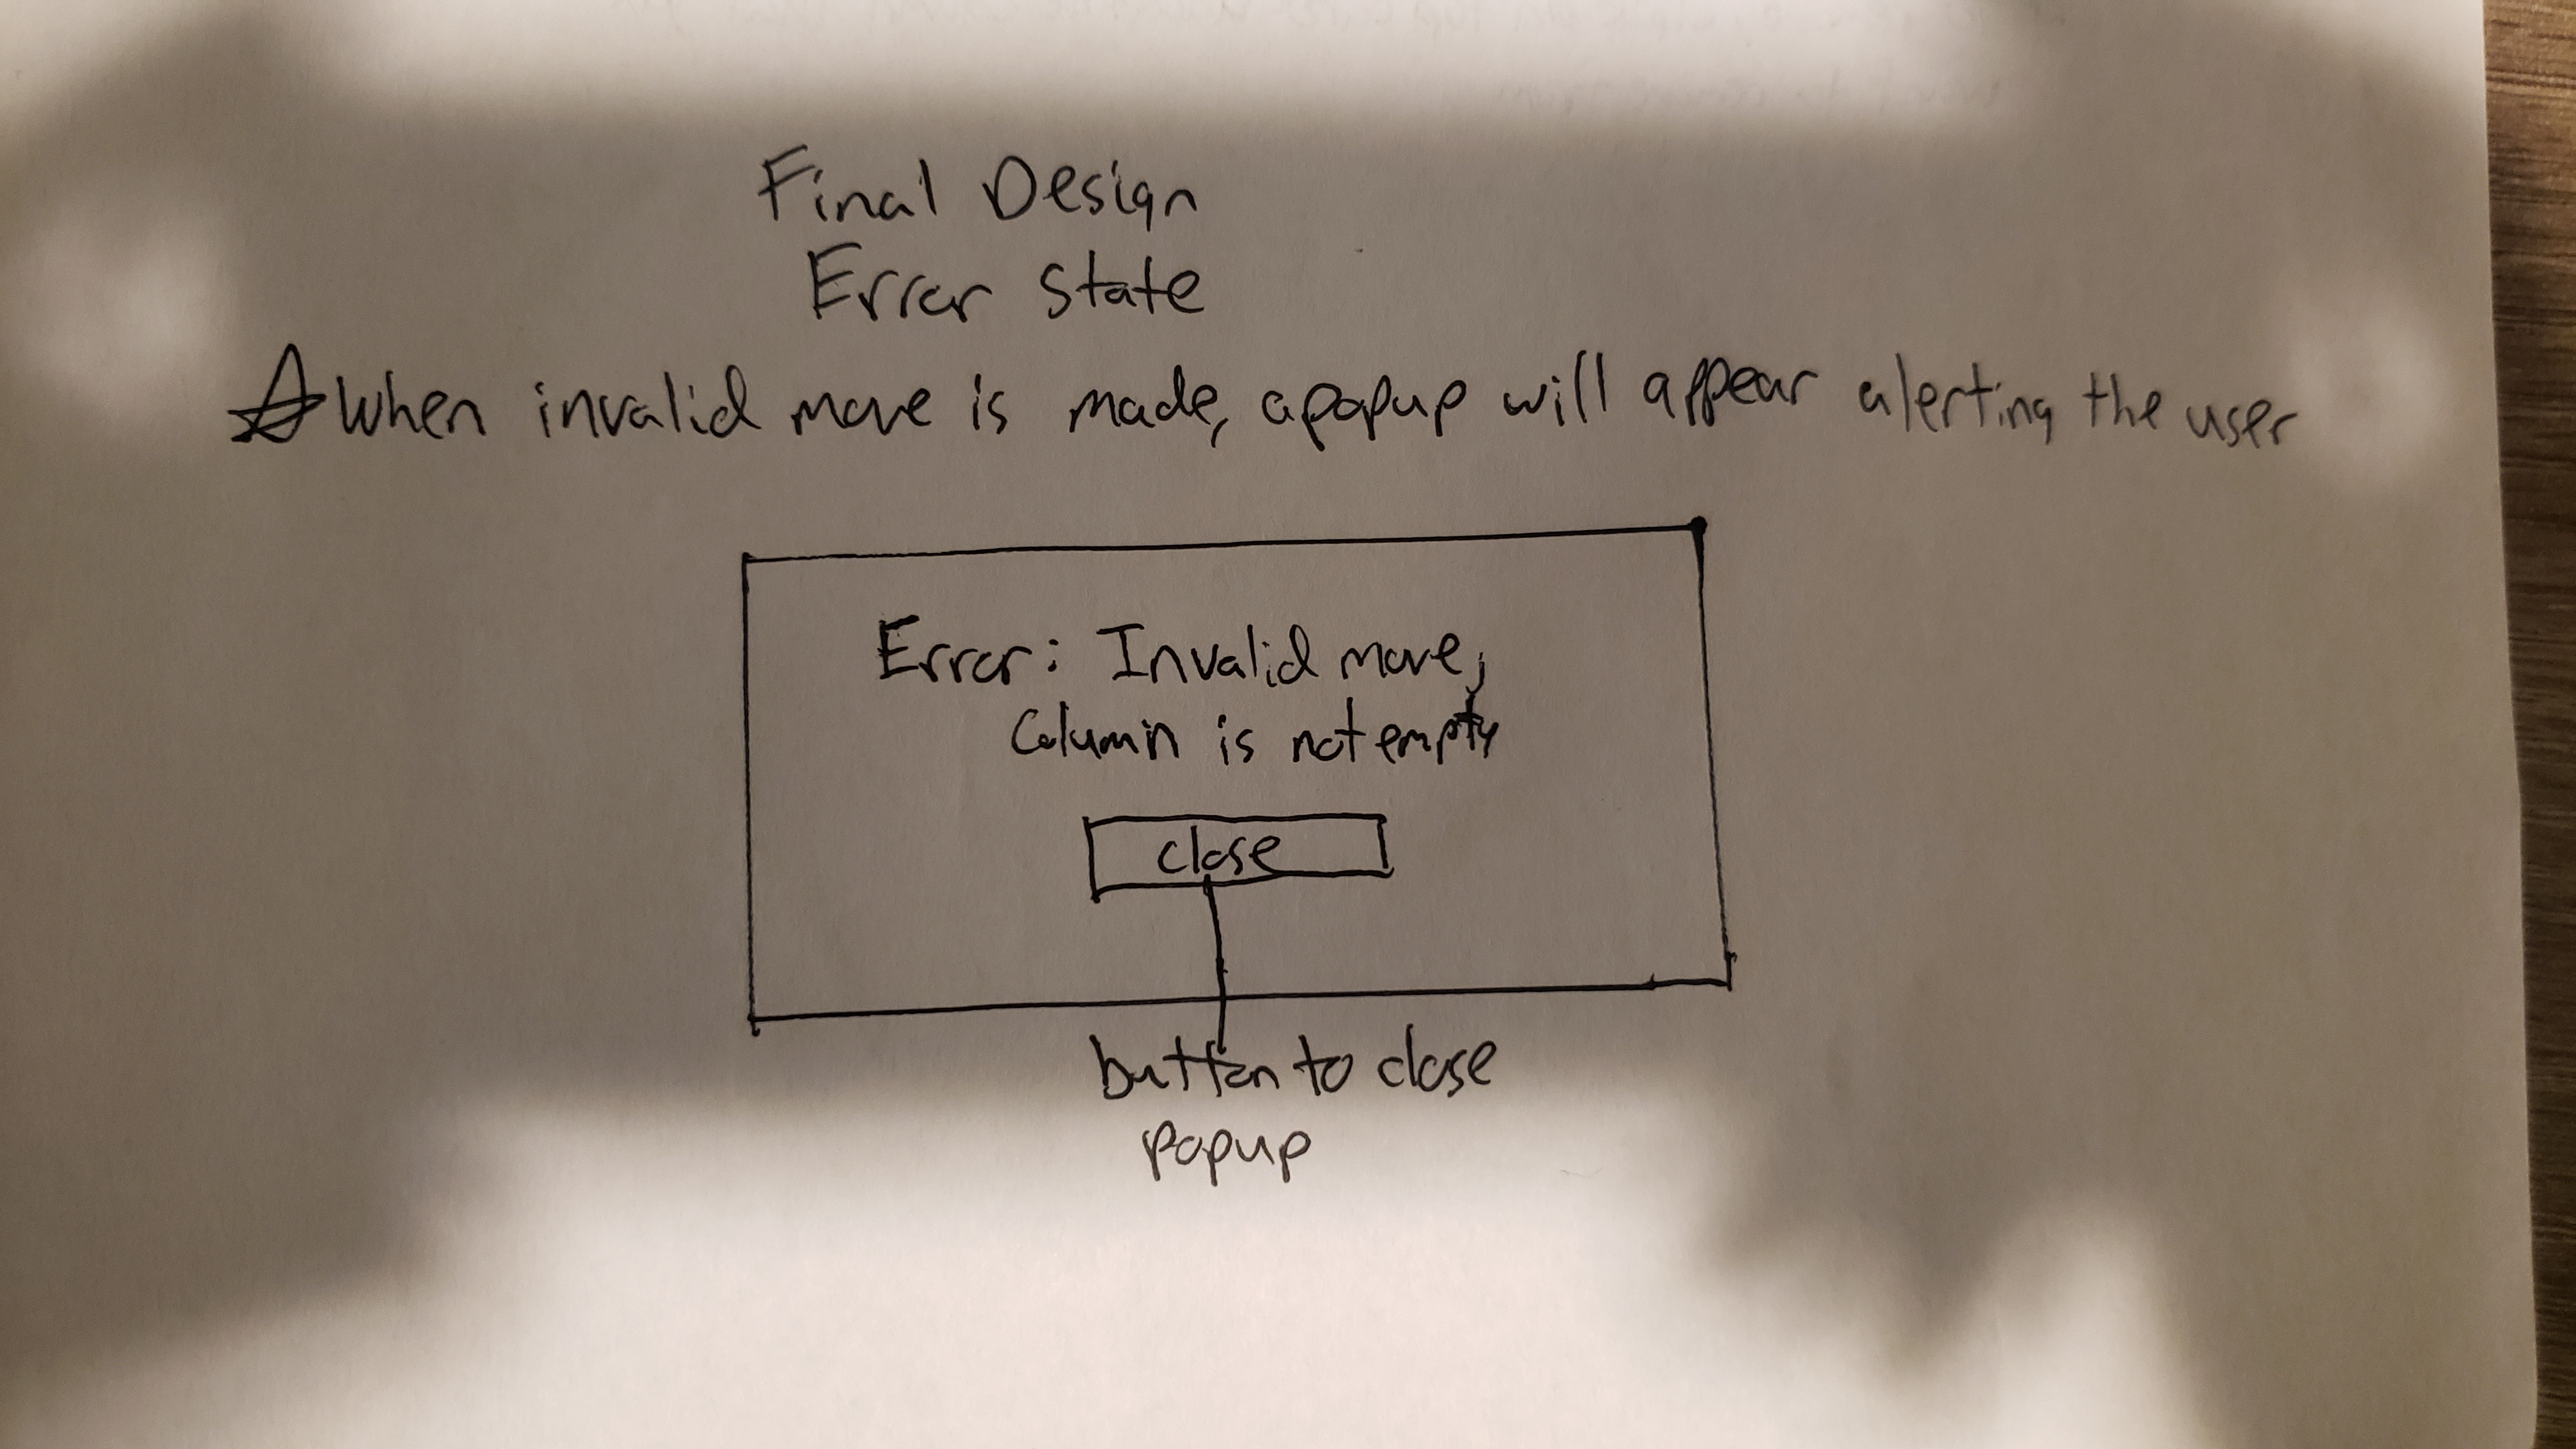 Final Design
Error State
☆ When invalid move is made, a popup will appear alerting the user
Error: Invalid move,
Column is not empty
close
button to close
popup